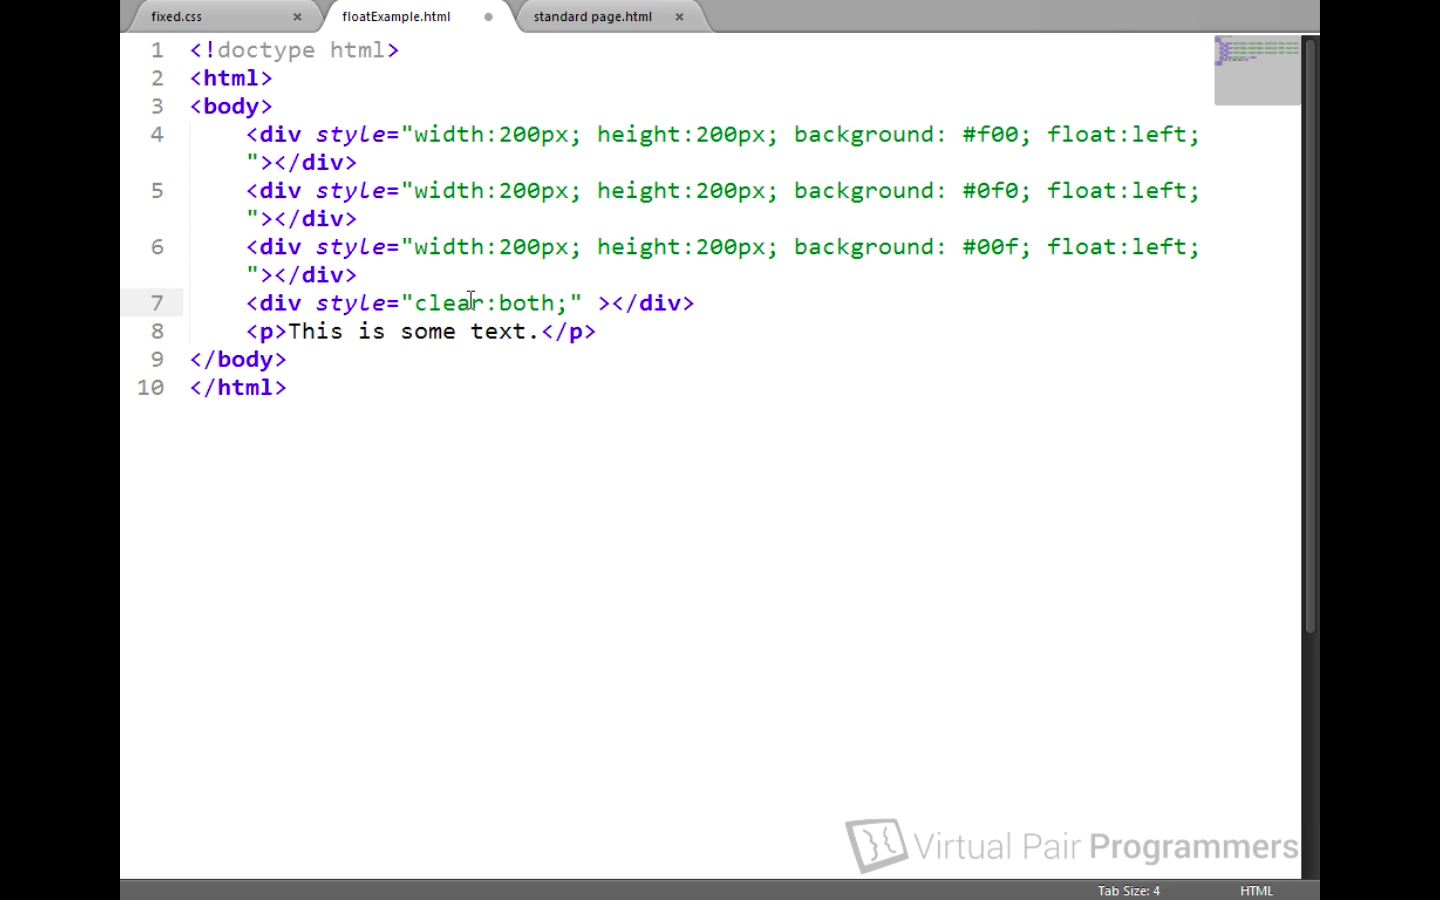 fixed.css × floatExample.html standard page.html ×
1 <!doctype html>
2 <html>
3 <body>
4 <div style="width:200px; height:200px; background: #f00; float:left;
"></div>
5 <div style="width:200px; height:200px; background: #0f0; float:left;
"></div>
6 <div style="width:200px; height:200px; background: #00f; float:left;
"></div>
7 <div style="clear:both;" ></div>
8 <p>This is some text.</p>
9 </body>
10 </html>
Virtual Pair Programmers
Tab Size: 4 HTML